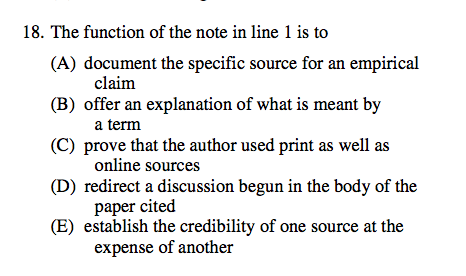 18. The function of the note in line 1 is to
(A) document the specific source for an empirical
claim
(B) offer an explanation of what is meant by
a term
(C) prove that the author used print as well as
online sources
(D) redirect a discussion begun in the body of the
paper cited
(E) establish the credibility of one source at the
expense of another